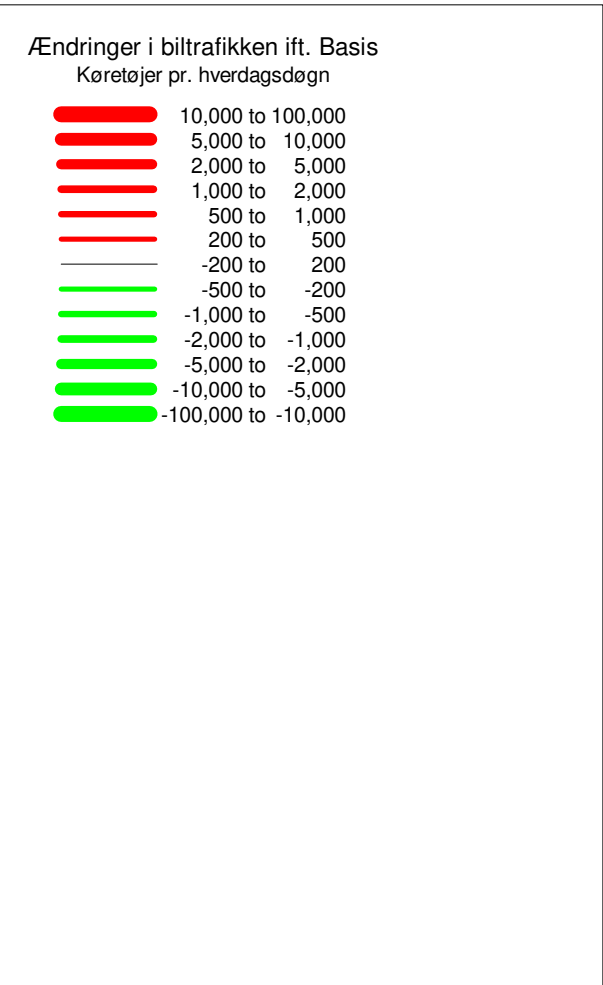 Ændringer i biltrafikken ift. Basis
Køretøjer pr. hverdagsdøgn
10,000 to 100,000
5,000 to 10,000
2,000 to 5,000
1,000 to 2,000
500 to 1,000
200 to 500
-200 to 200
-500 to -200
-1,000 to -500
-2,000 to -1,000
-5,000 to -2,000
-10,000 to -5,000
-100,000 to -10,000